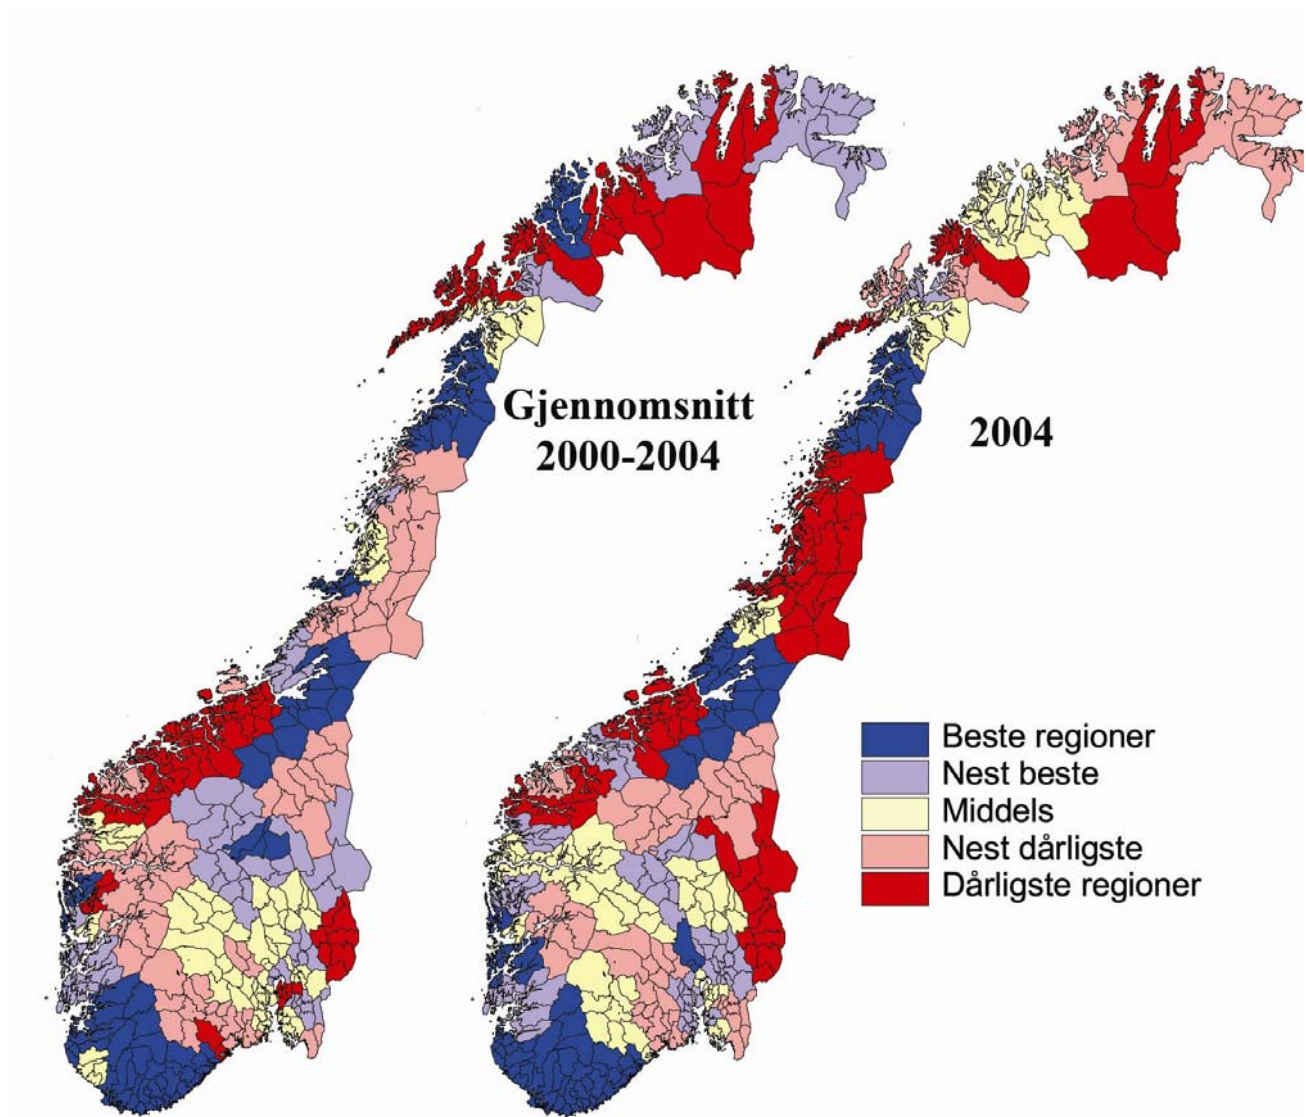 Gjennomsnitt
2000-2004
2004
Beste regioner
Nest beste
Middels
Nest dårligste
Dårligste regioner